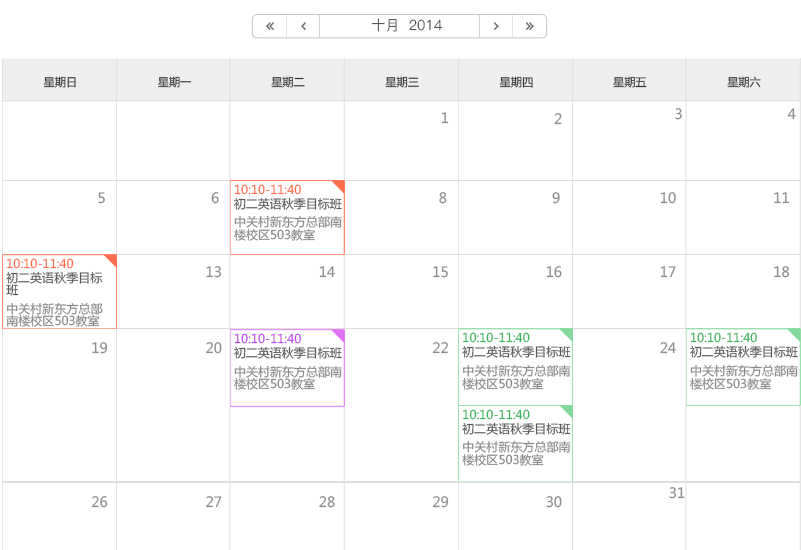 « ‹ 十月 2014 › »
星期日 星期一 星期二 星期三 星期四 星期五 星期六
1 2 3 4
5 6
10:10-11:40
初二英语秋季目标班
中关村新东方总部南
楼校区503教室
8 9 10 11
10:10-11:40
初二英语秋季目标
班
中关村新东方总部
南楼校区503教室
13 14 15 16 17 18
19 20
10:10-11:40
初二英语秋季目标班
中关村新东方总部南
楼校区503教室
22
10:10-11:40
初二英语秋季目标班
中关村新东方总部南
楼校区503教室
10:10-11:40
初二英语秋季目标班
中关村新东方总部南
楼校区503教室
24
10:10-11:40
初二英语秋季目标班
中关村新东方总部南
楼校区503教室
26 27 28 29 30 31